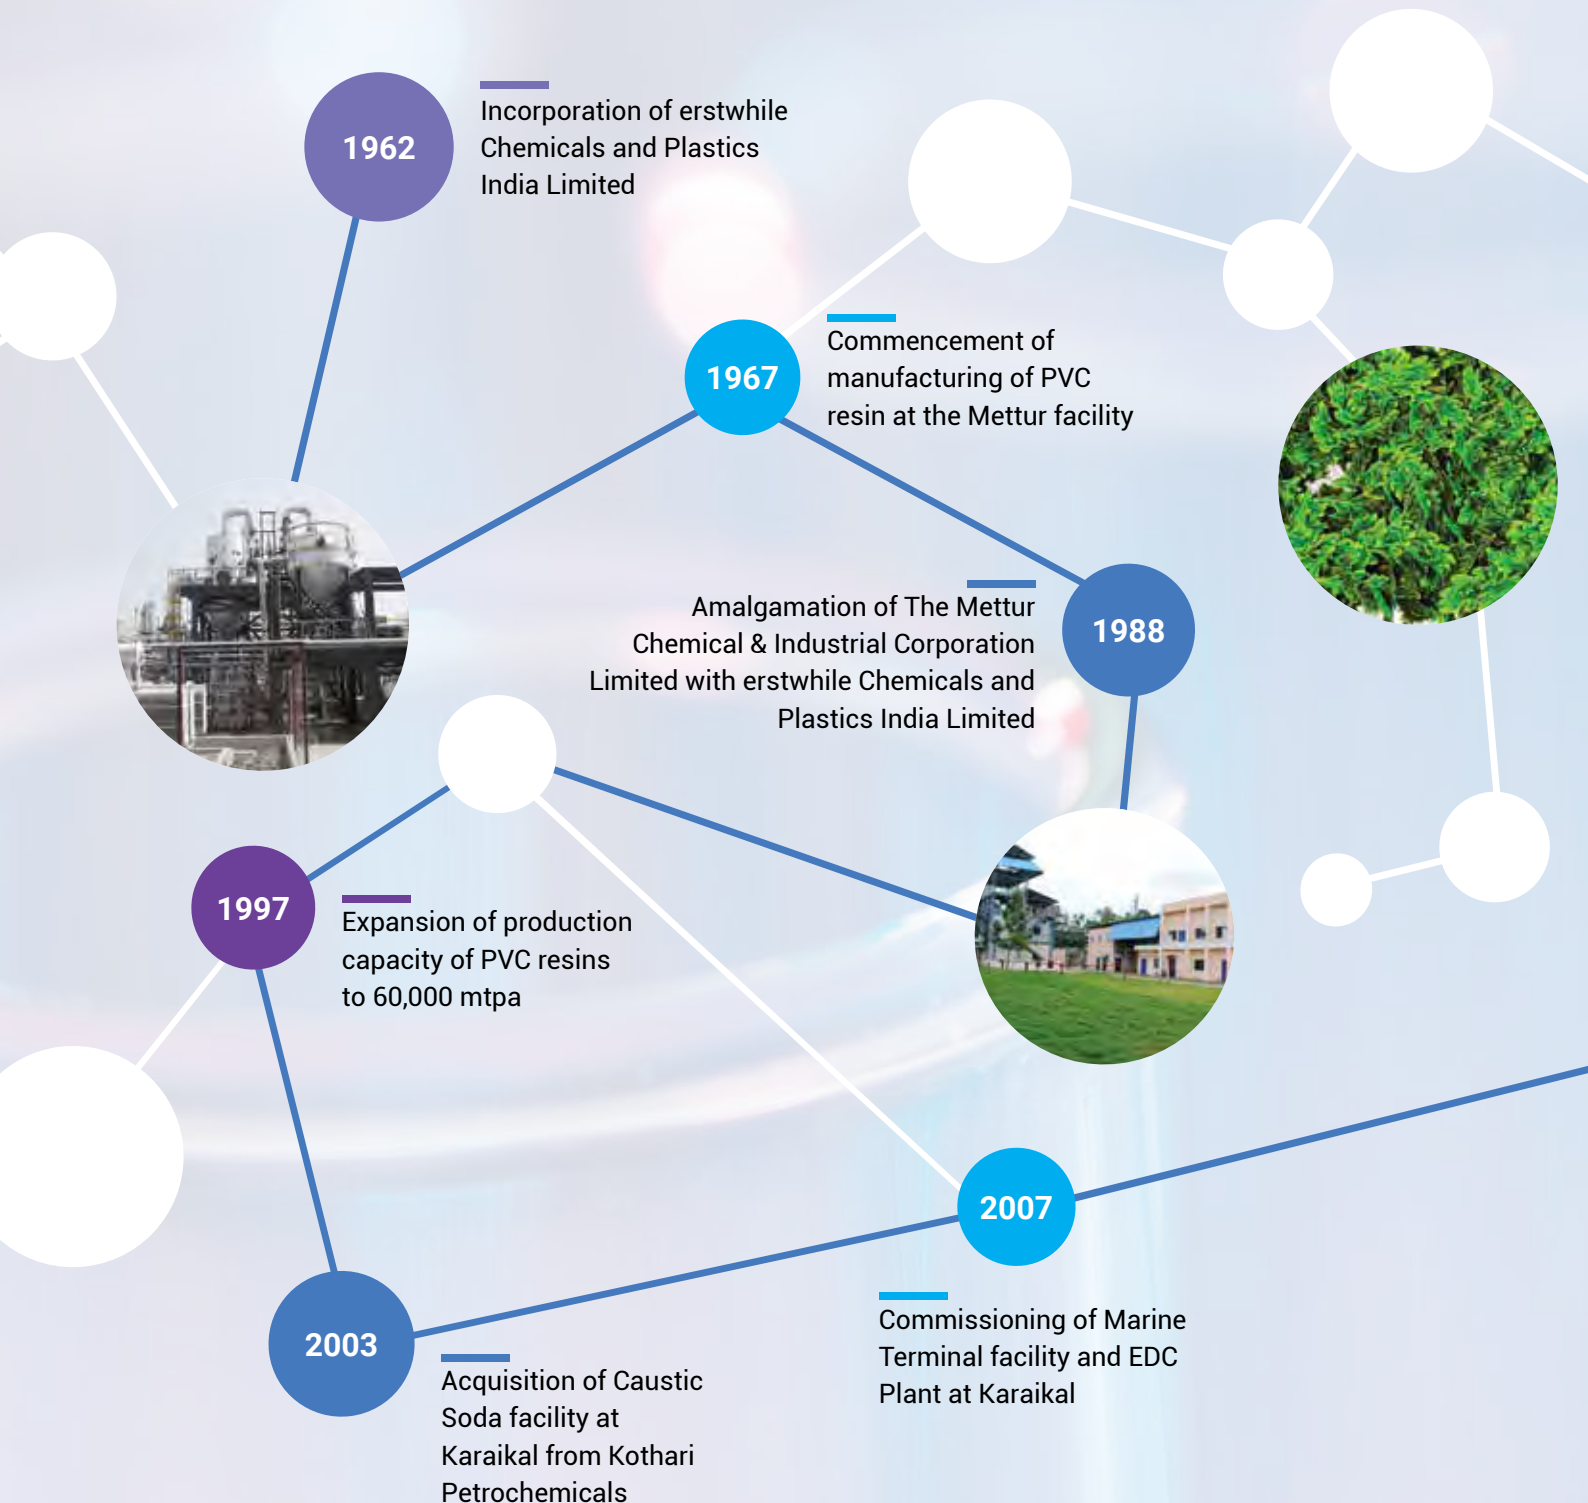 1962
Incorporation of erstwhile
Chemicals and Plastics
India Limited
1967
Commencement of
manufacturing of PVC
resin at the Mettur facility
1988
Amalgamation of The Mettur
Chemical & Industrial Corporation
Limited with erstwhile Chemicals and
Plastics India Limited
1997
Expansion of production
capacity of PVC resins
to 60,000 mtpa
2003
Acquisition of Caustic
Soda facility at
Karaikal from Kothari
Petrochemicals
2007
Commissioning of Marine
Terminal facility and EDC
Plant at Karaikal